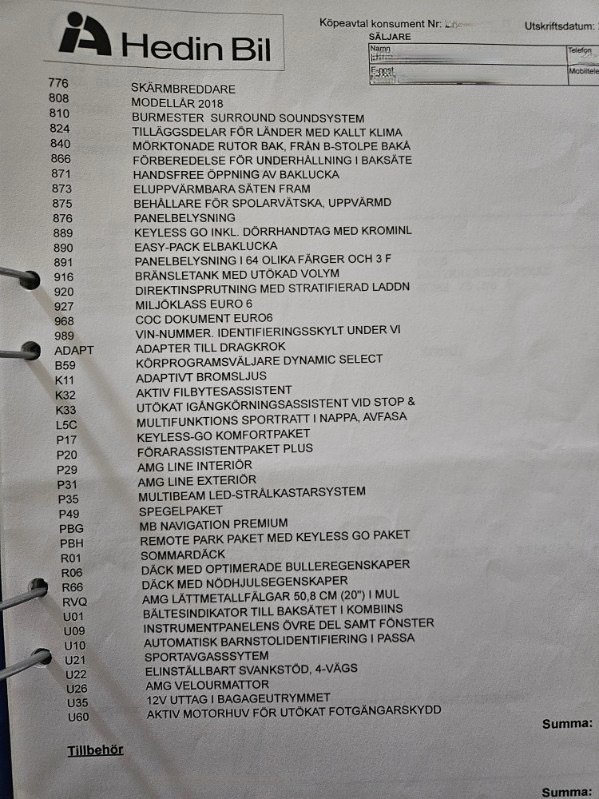 Hedin Bil
Köpeavtal konsument Nr:
Utskriftsdatum:
SÄLJARE
Namn
Telefon
E-post
Mobiltele
776 SKÄRMBREDDARE
808 MODELLÅR 2018
810 BURMESTER SURROUND SOUNDSYSTEM
824 TILLÄGGSDELAR FÖR LÄNDER MED KALLT KLIMA
840 MÖRKTONADE RUTOR BAK, FRÅN B-STOLPE BAKÅ
866 FÖRBEREDELSE FÖR UNDERHÅLLNING I BAKSÄTE
871 HANDSFREE ÖPPNING AV BAKLUCKA
873 ELUPPVÄRMBARA SÄTEN FRAM
875 BEHÅLLARE FÖR SPOLARVÄTSKA, UPPVÄRMD
876 PANELBELYSNING
889 KEYLESS GO INKL. DÖRRHANDTAG MED KROMINL
890 EASY-PACK ELBAKLUCKA
891 PANELBELYSNING I 64 OLIKA FÄRGER OCH 3 F
916 BRÄNSLETANK MED UTÖKAD VOLYM
920 DIREKTINSPRUTNING MED STRATIFIERAD LADDN
927 MILJÖKLASS EURO 6
968 COC DOKUMENT EURO6
989 VIN-NUMMER. IDENTIFIERINGSSKYLT UNDER VI
ADAPT ADAPTER TILL DRAGKROK
B59 KÖRPROGRAMSVÄLJARE DYNAMIC SELECT
K11 ADAPTIVT BROMSLJUS
K32 AKTIV FILBYTESASSISTENT
K33 UTÖKAT IGÅNGKÖRNINGSASSISTENT VID STOP &
L5C MULTIFUNKTIONS SPORTRATT I NAPPA, AVFASA
P17 KEYLESS-GO KOMFORTPAKET
P20 FÖRARASSISTENTPAKET PLUS
P29 AMG LINE INTERIÖR
P31 AMG LINE EXTERIÖR
P35 MULTIBEAM LED-STRÅLKASTARSYSTEM
P49 SPEGELPAKET
PBG MB NAVIGATION PREMIUM
PBH REMOTE PARK PAKET MED KEYLESS GO PAKET
R01 SOMMARDÄCK
R06 DÄCK MED OPTIMERADE BULLEREGENSKAPER
R66 DÄCK MED NÖDHJULSEGENSKAPER
RVQ AMG LÄTTMETALLFÄLGAR 50,8 CM (20") I MUL
U01 BÄLTESINDIKATOR TILL BAKSÄTET I KOMBIINS
U09 INSTRUMENTPANELENS ÖVRE DEL SAMT FÖNSTER
U10 AUTOMATISK BARNSTOLIDENTIFIERING I PASSA
U21 SPORTAVGASSSYTEM
U22 ELINSTÄLLBART SVANKSTÖD, 4-VÄGS
U26 AMG VELOURMATTOR
U35 12V UTTAG I BAGAGEUTRYMMET
U60 AKTIV MOTORHUV FÖR UTÖKAT FOTGÄNGARSKYDD
Summa:
Tillbehör
Summa: